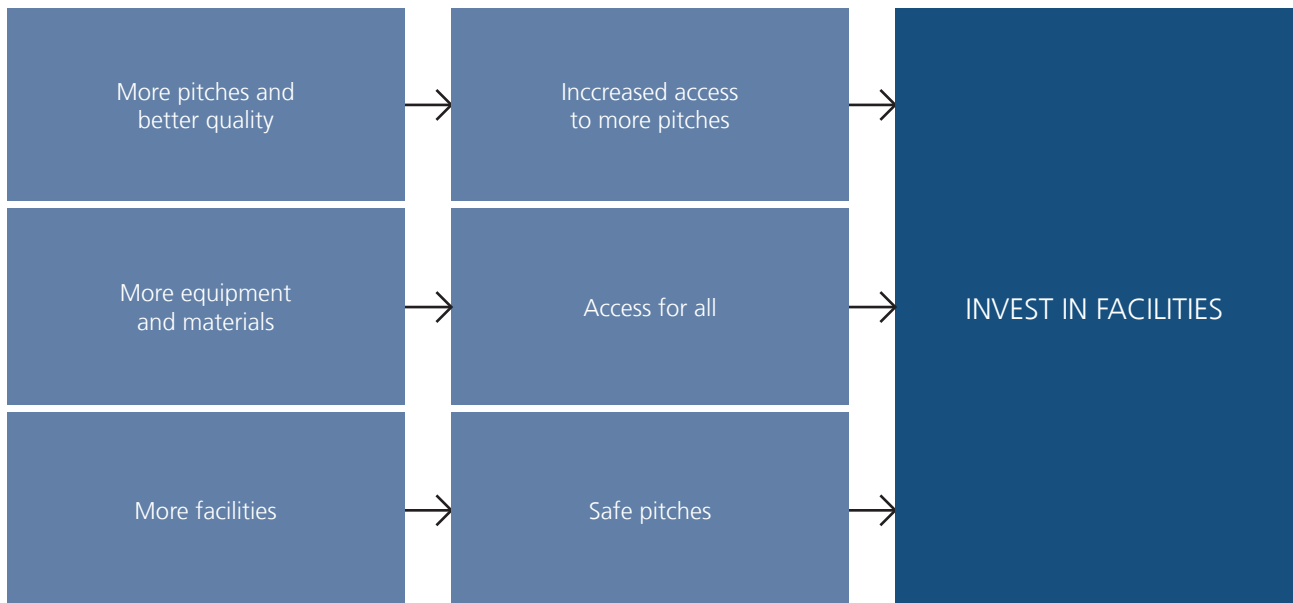 More pitches and
better quality
Inccreased access
to more pitches
More equipment
and materials
Access for all
INVEST IN FACILITIES
More facilities
Safe pitches